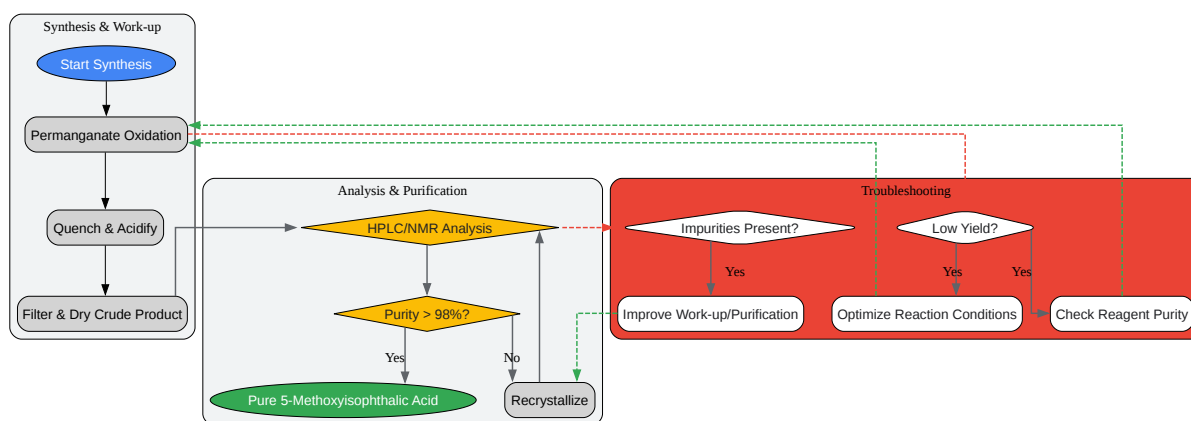 Synthesis & Work-up
Start Synthesis
Permanganate Oxidation
Quench & Acidify
Filter & Dry Crude Product
Analysis & Purification
HPLC/NMR Analysis
Purity > 98%?
Yes
No
Pure 5-Methoxyisophthalic Acid
Recrystallize
Troubleshooting
Impurities Present?
Low Yield?
Yes
Yes
Yes
Improve Work-up/Purification
Optimize Reaction Conditions
Check Reagent Purity